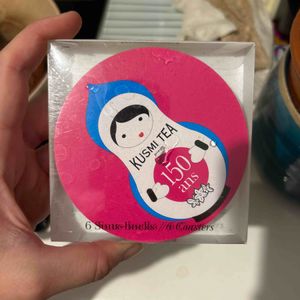 KUSMI TEA
150
ans
6 Sous-Bocks // 6 Coasters